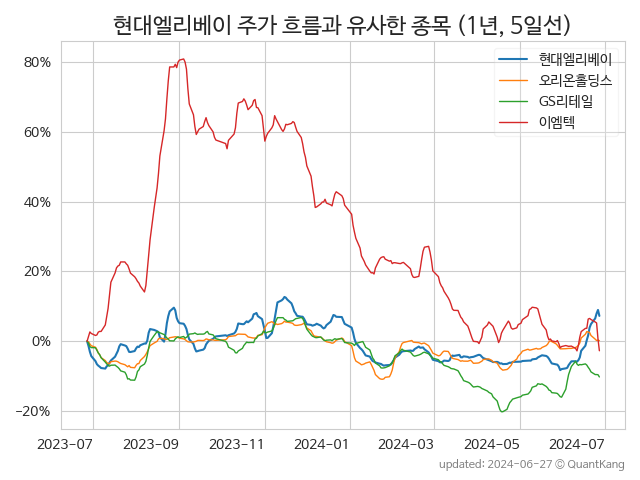 현대엘리베이 주가 흐름과 유사한 종목 (1년, 5일선)
현대엘리베이
오리온홀딩스
GS리테일
이엠텍
80%
60%
40%
20%
0%
−20%
2023-07 2023-09 2023-11 2024-01 2024-03 2024-05 2024-07
updated: 2024-06-27 © QuantKang